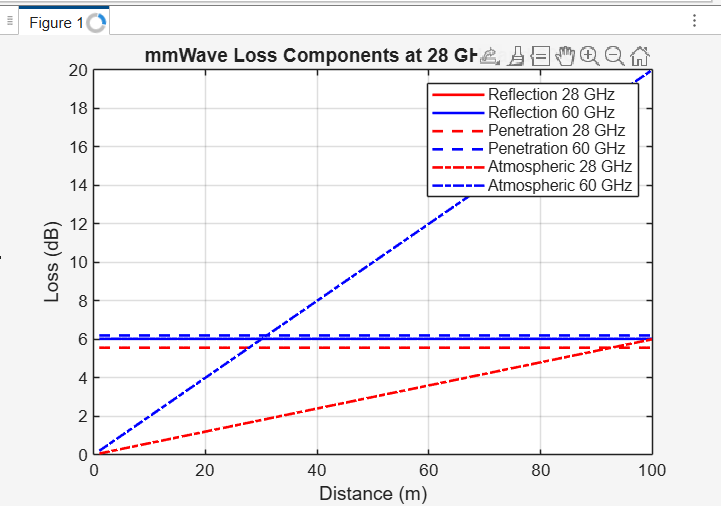 Figure 1
mmWave Loss Components at 28 GH
20
18
16
14
12
10
8
6
4
2
0
Loss (dB)
Reflection 28 GHz
Reflection 60 GHz
Penetration 28 GHz
Penetration 60 GHz
Atmospheric 28 GHz
Atmospheric 60 GHz
0 20 40 60 80 100
Distance (m)